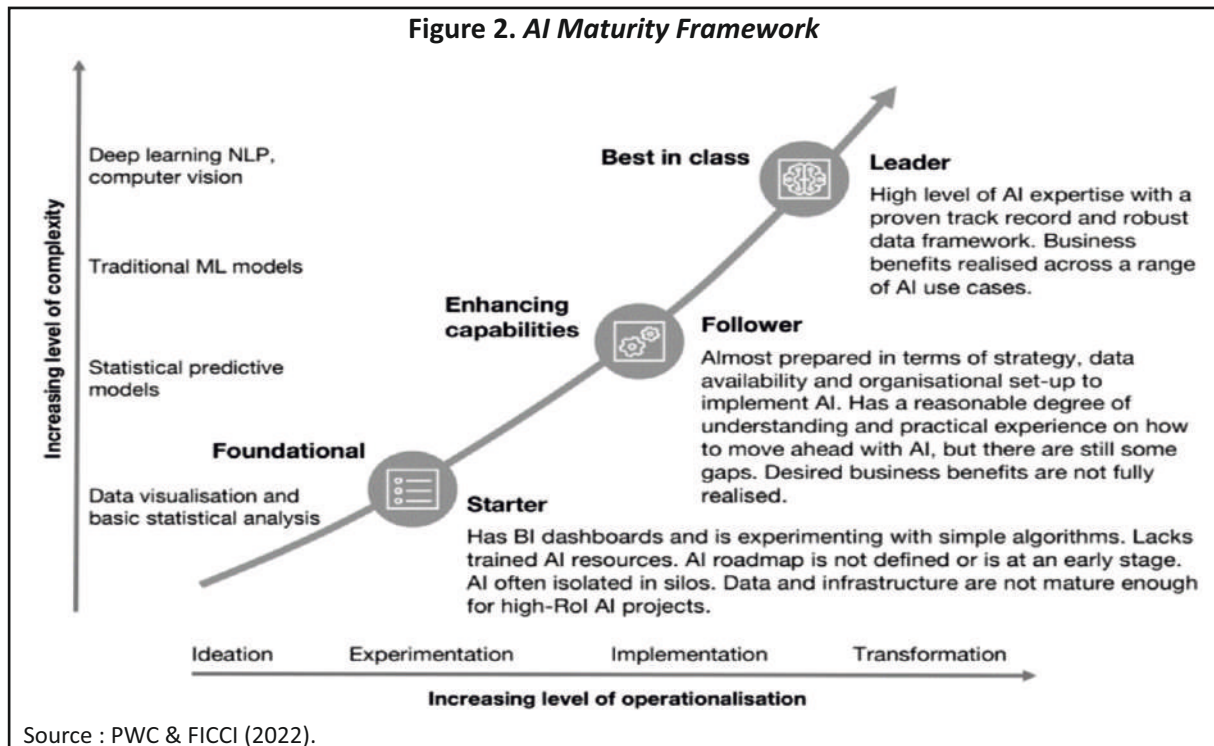 Figure 2. AI Maturity Framework
Increasing level of complexity
Deep learning NLP,
computer vision
Traditional ML models
Statistical predictive
models
Data visualisation and
basic statistical analysis
Best in class
Leader
High level of AI expertise with a
proven track record and robust
data framework. Business
benefits realised across a range
of AI use cases.
Enhancing
capabilities
Follower
Almost prepared in terms of strategy, data
availability and organisational set-up to
implement AI. Has a reasonable degree of
understanding and practical experience on how
to move ahead with AI, but there are still some
gaps. Desired business benefits are not fully
realised.
Foundational
Starter
Has BI dashboards and is experimenting with simple algorithms. Lacks
trained AI resources. AI roadmap is not defined or is at an early stage.
AI often isolated in silos. Data and infrastructure are not mature enough
for high-RoI AI projects.
Ideation Experimentation Implementation Transformation
Increasing level of operationalisation
Source : PWC & FICCI (2022).